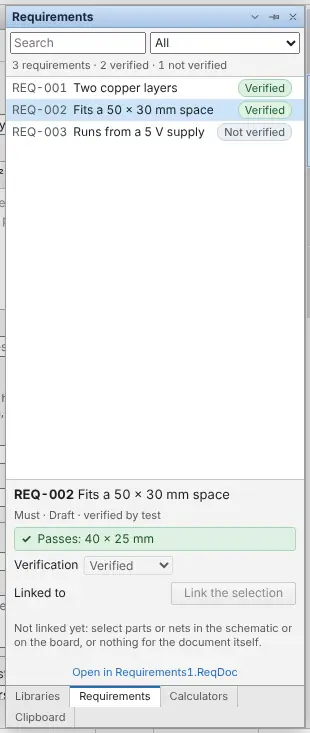 Requirements
Search All
3 requirements · 2 verified · 1 not verified
REQ-001 Two copper layers Verified
REQ-002 Fits a 50 × 30 mm space Verified
REQ-003 Runs from a 5 V supply Not verified
REQ-002 Fits a 50 × 30 mm space
Must · Draft · verified by test
✓ Passes: 40 × 25 mm
Verification Verified
Linked to Link the selection
Not linked yet: select parts or nets in the schematic or
on the board, or nothing for the document itself.
Open in Requirements1.ReqDoc
Libraries Requirements Calculators
Clipboard